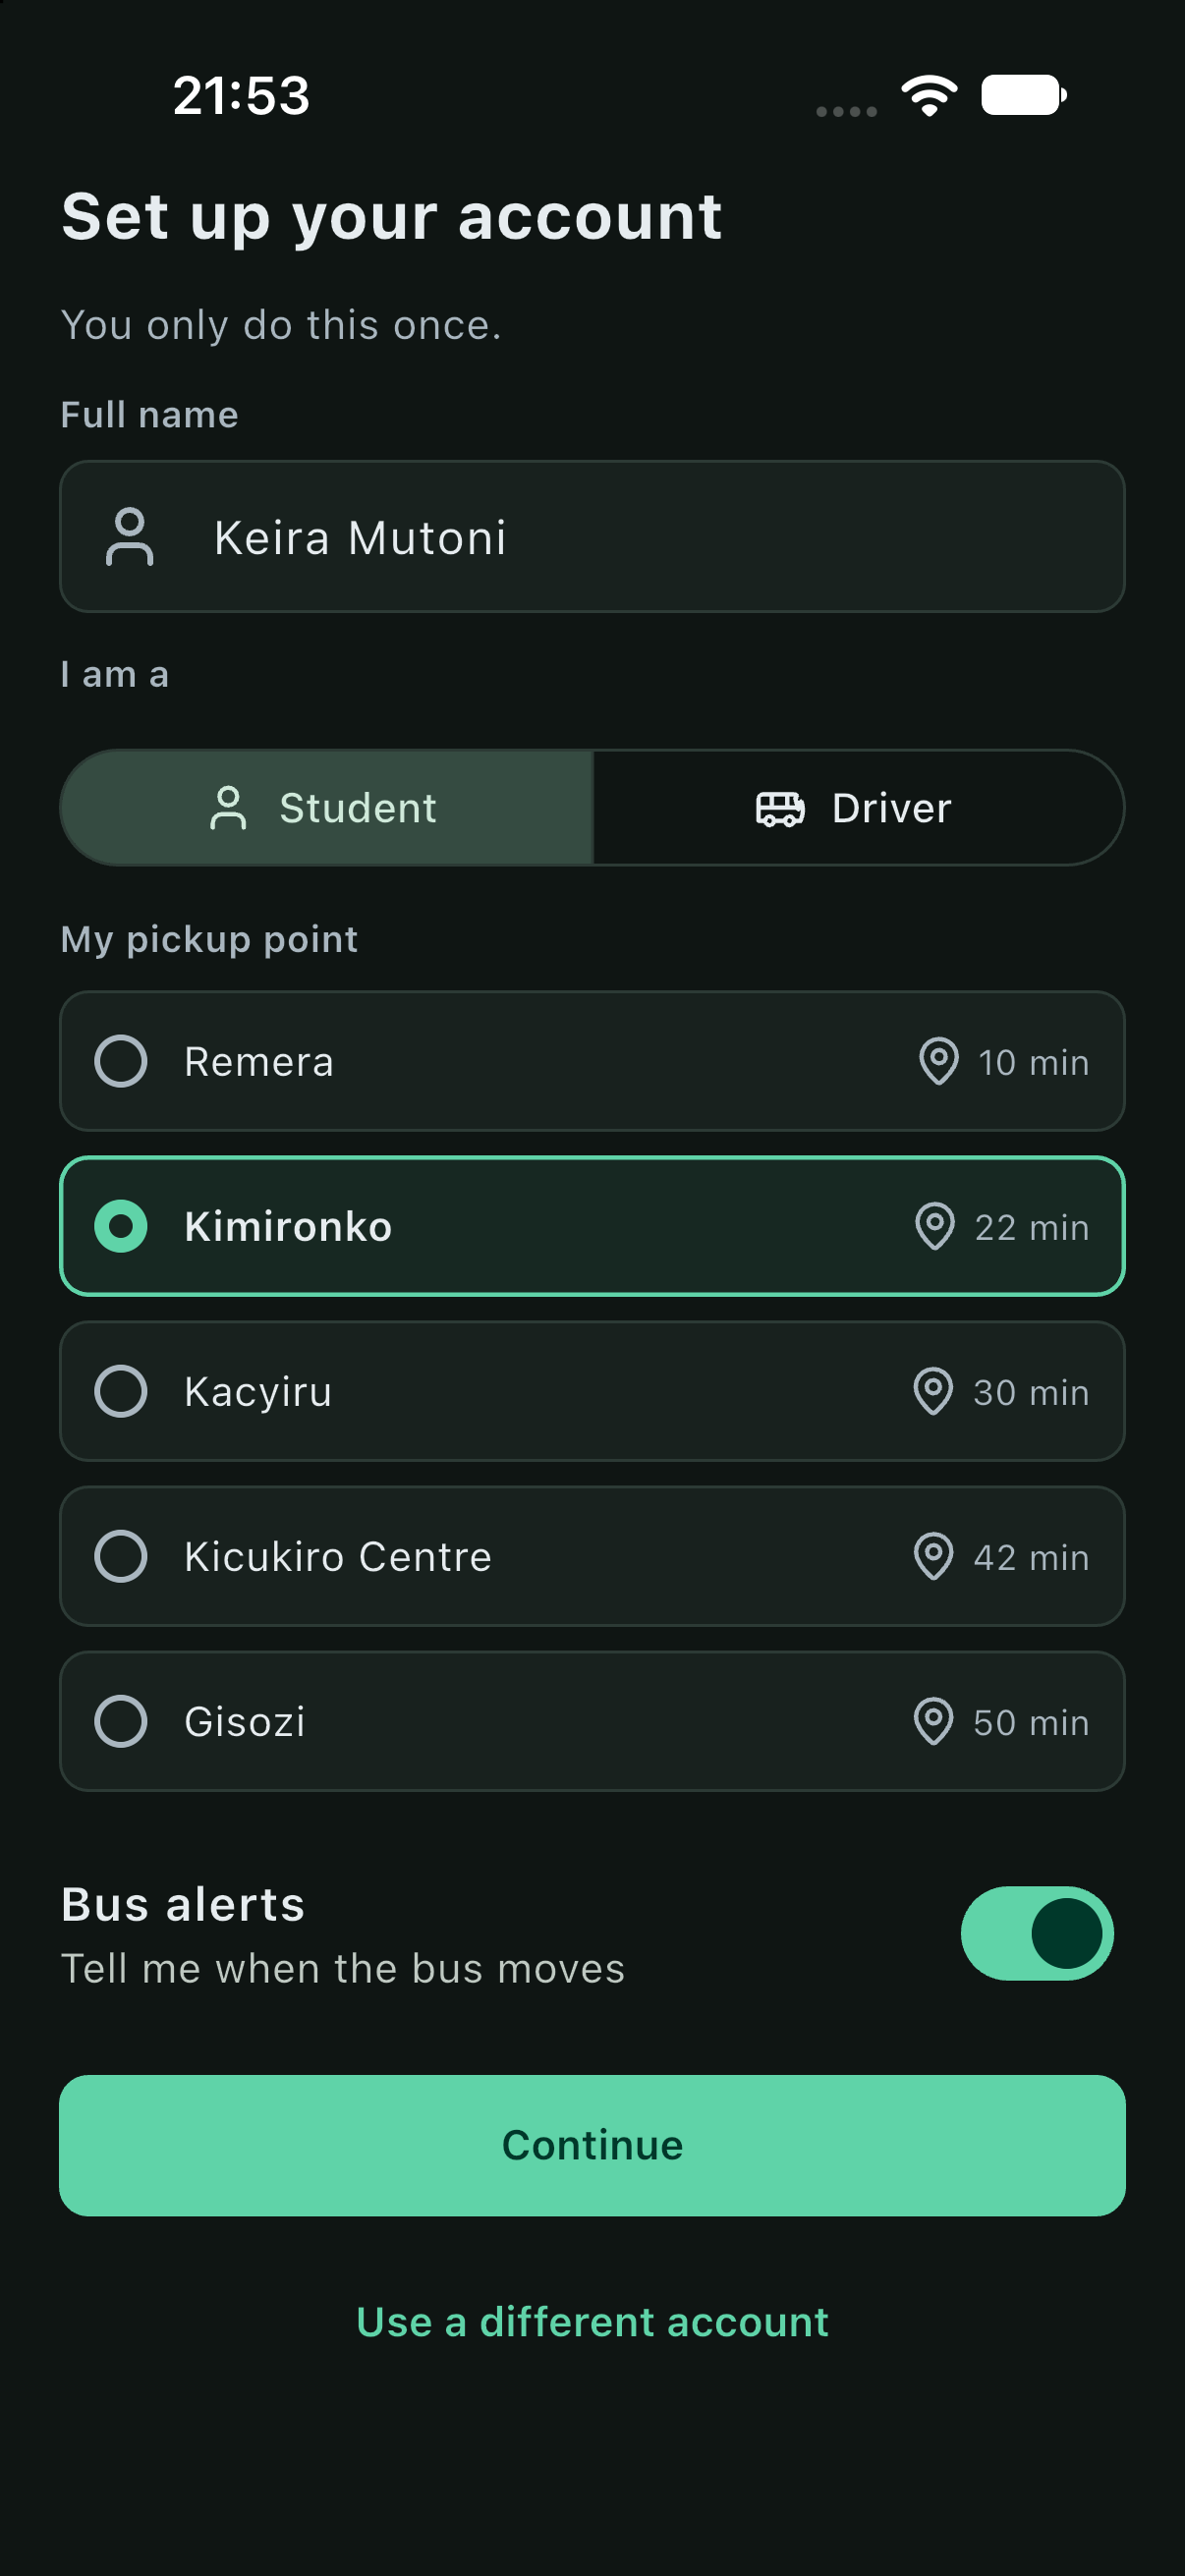 21:53
Set up your account
You only do this once.
Full name
Keira Mutoni
I am a
Student Driver
My pickup point
Remera 10 min
Kimironko 22 min
Kacyiru 30 min
Kicukiro Centre 42 min
Gisozi 50 min
Bus alerts
Tell me when the bus moves
Continue
Use a different account